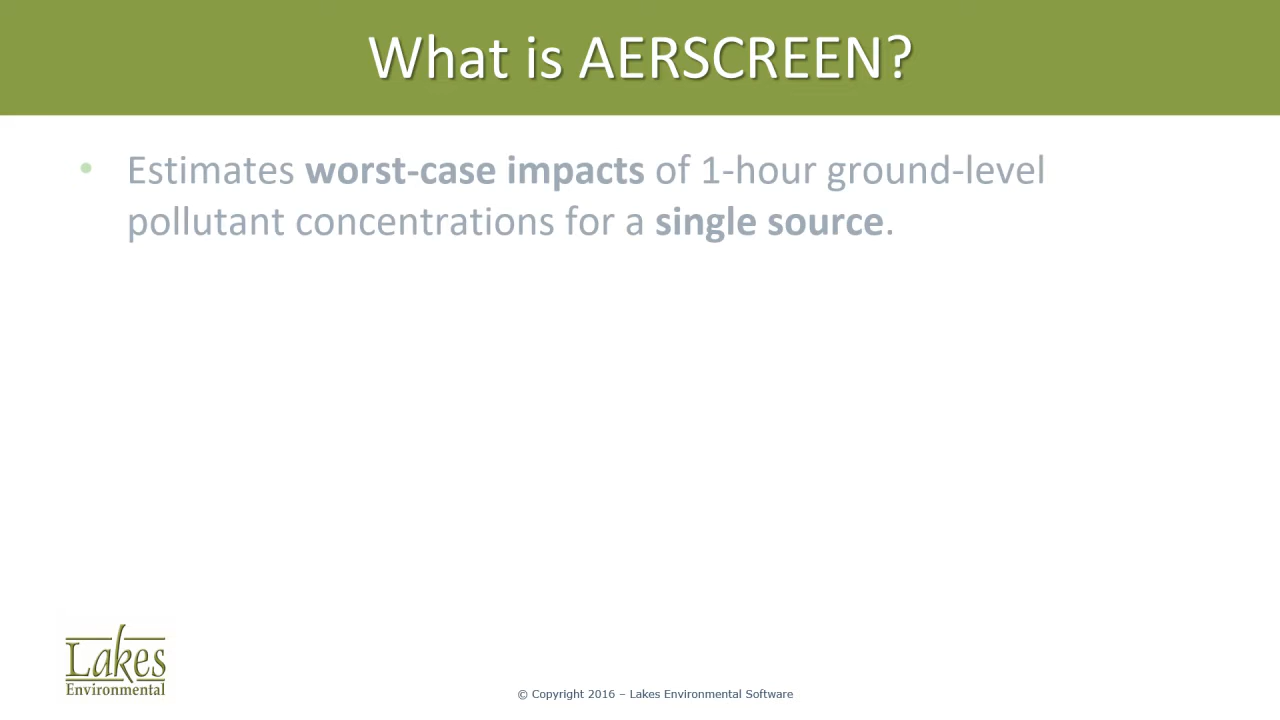 What is AERSCREEN?
• Estimates worst-case impacts of 1-hour ground-level
pollutant concentrations for a single source.
Lakes
Environmental
© Copyright 2016 – Lakes Environmental Software